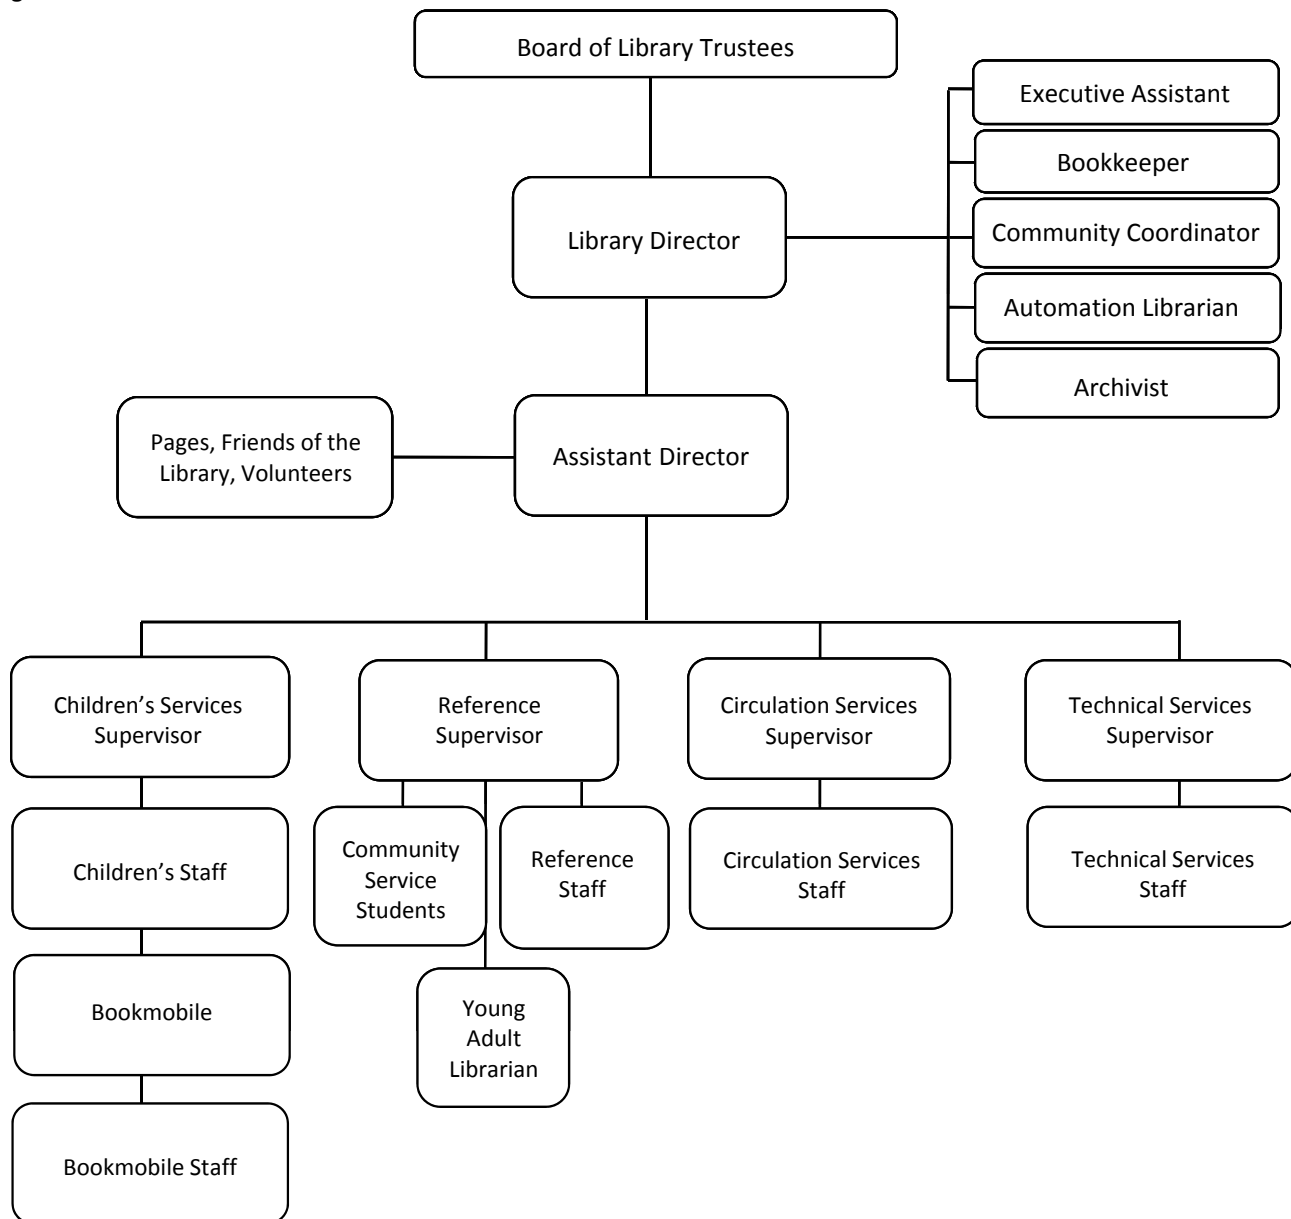 Board of Library Trustees
Executive Assistant
Bookkeeper
Community Coordinator
Library Director
Automation Librarian
Archivist
Pages, Friends of the
Library, Volunteers
Assistant Director
Children’s Services
Supervisor
Reference
Supervisor
Circulation Services
Supervisor
Technical Services
Supervisor
Children’s Staff
Community
Service
Students
Reference
Staff
Circulation Services
Staff
Technical Services
Staff
Bookmobile
Young
Adult
Librarian
Bookmobile Staff